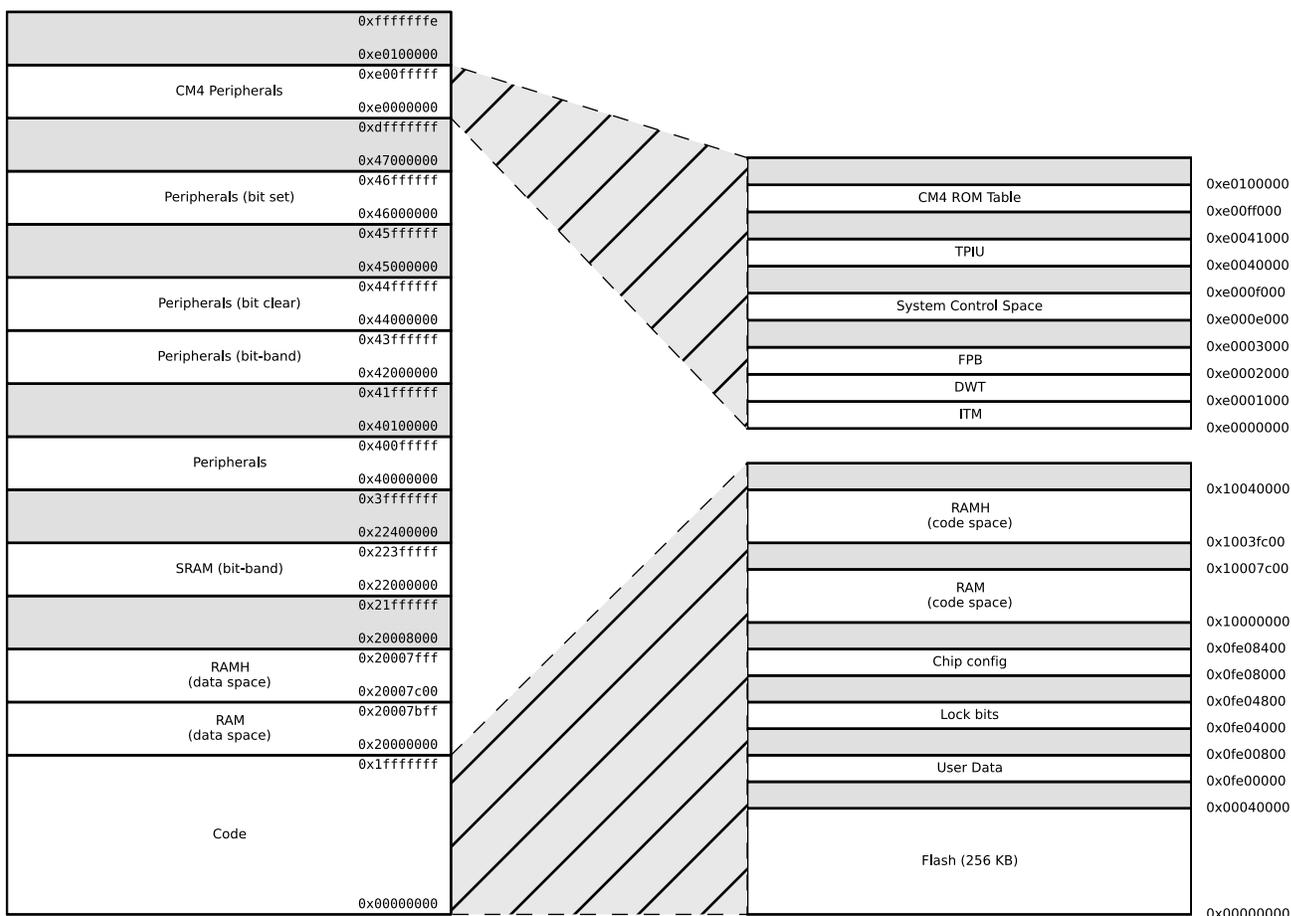 0xfffffffe
0xe0100000
0xe00fffff
CM4 Peripherals
0xe0000000
0xdfffffff
0x47000000
0x46ffffff
Peripherals (bit set)
0x46000000
0x45ffffff
0x45000000
0x44ffffff
Peripherals (bit clear)
0x44000000
0x43ffffff
Peripherals (bit-band)
0x42000000
0x41ffffff
0x40100000
0x400fffff
Peripherals
0x40000000
0x3fffffff
0x22400000
0x223fffff
SRAM (bit-band)
0x22000000
0x21ffffff
0x20008000
0x20007fff
RAMH
(data space)
0x20007c00
0x20007bff
RAM
(data space)
0x20000000
0x1fffffff
Code
0x00000000
0xe0100000
CM4 ROM Table
0xe00ff000
0xe0041000
TPIU
0xe0040000
0xe000f000
System Control Space
0xe000e000
0xe0003000
FPB
0xe0002000
DWT
0xe0001000
ITM
0xe0000000
0x10040000
RAMH
(code space)
0x1003fc00
0x10007c00
RAM
(code space)
0x10000000
0x0fe08400
Chip config
0x0fe08000
0x0fe04800
Lock bits
0x0fe04000
0x0fe00800
User Data
0x0fe00000
0x00040000
Flash (256 KB)
0x00000000